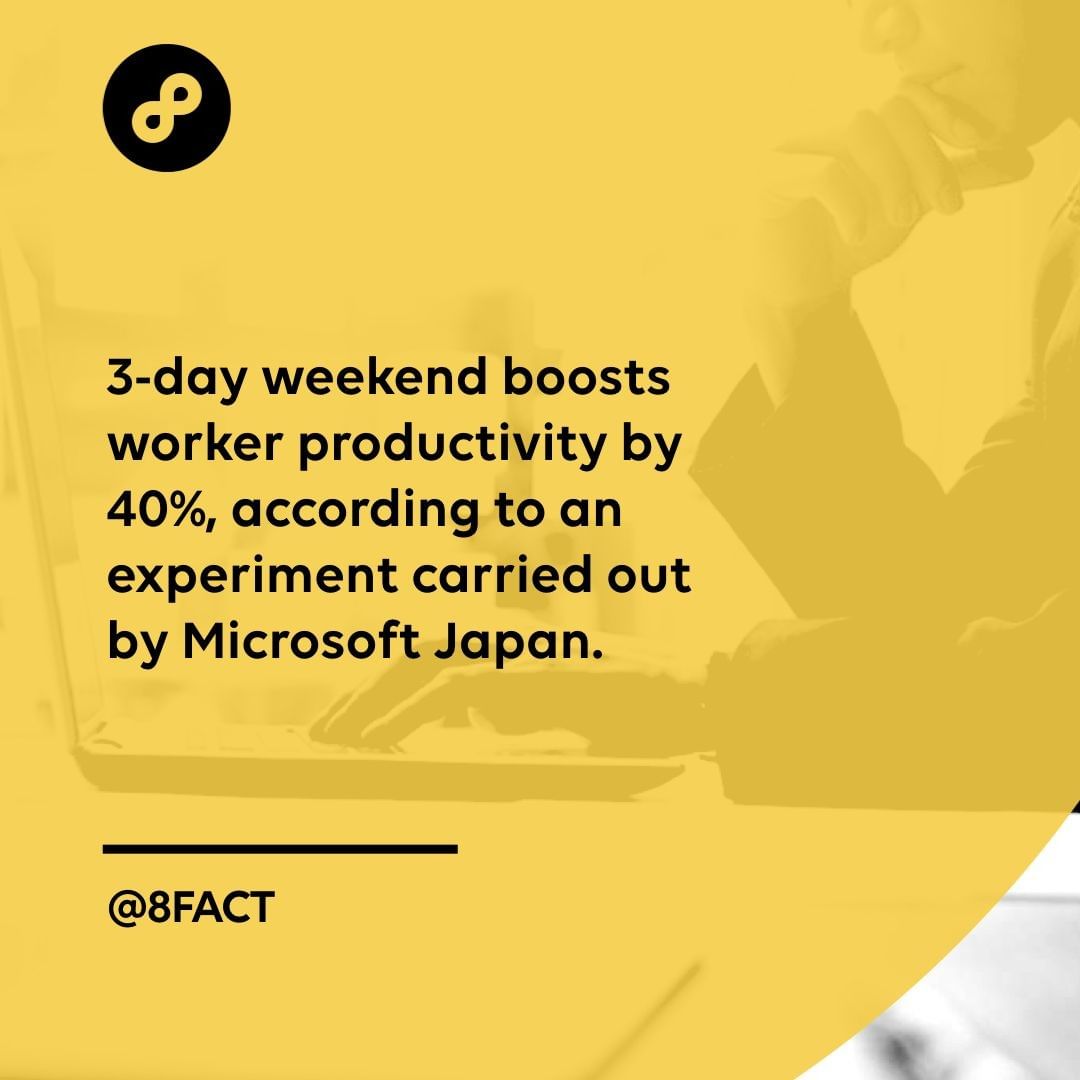 3-day weekend boosts
worker productivity by
40%, according to an
experiment carried out
by Microsoft Japan.
@8FACT